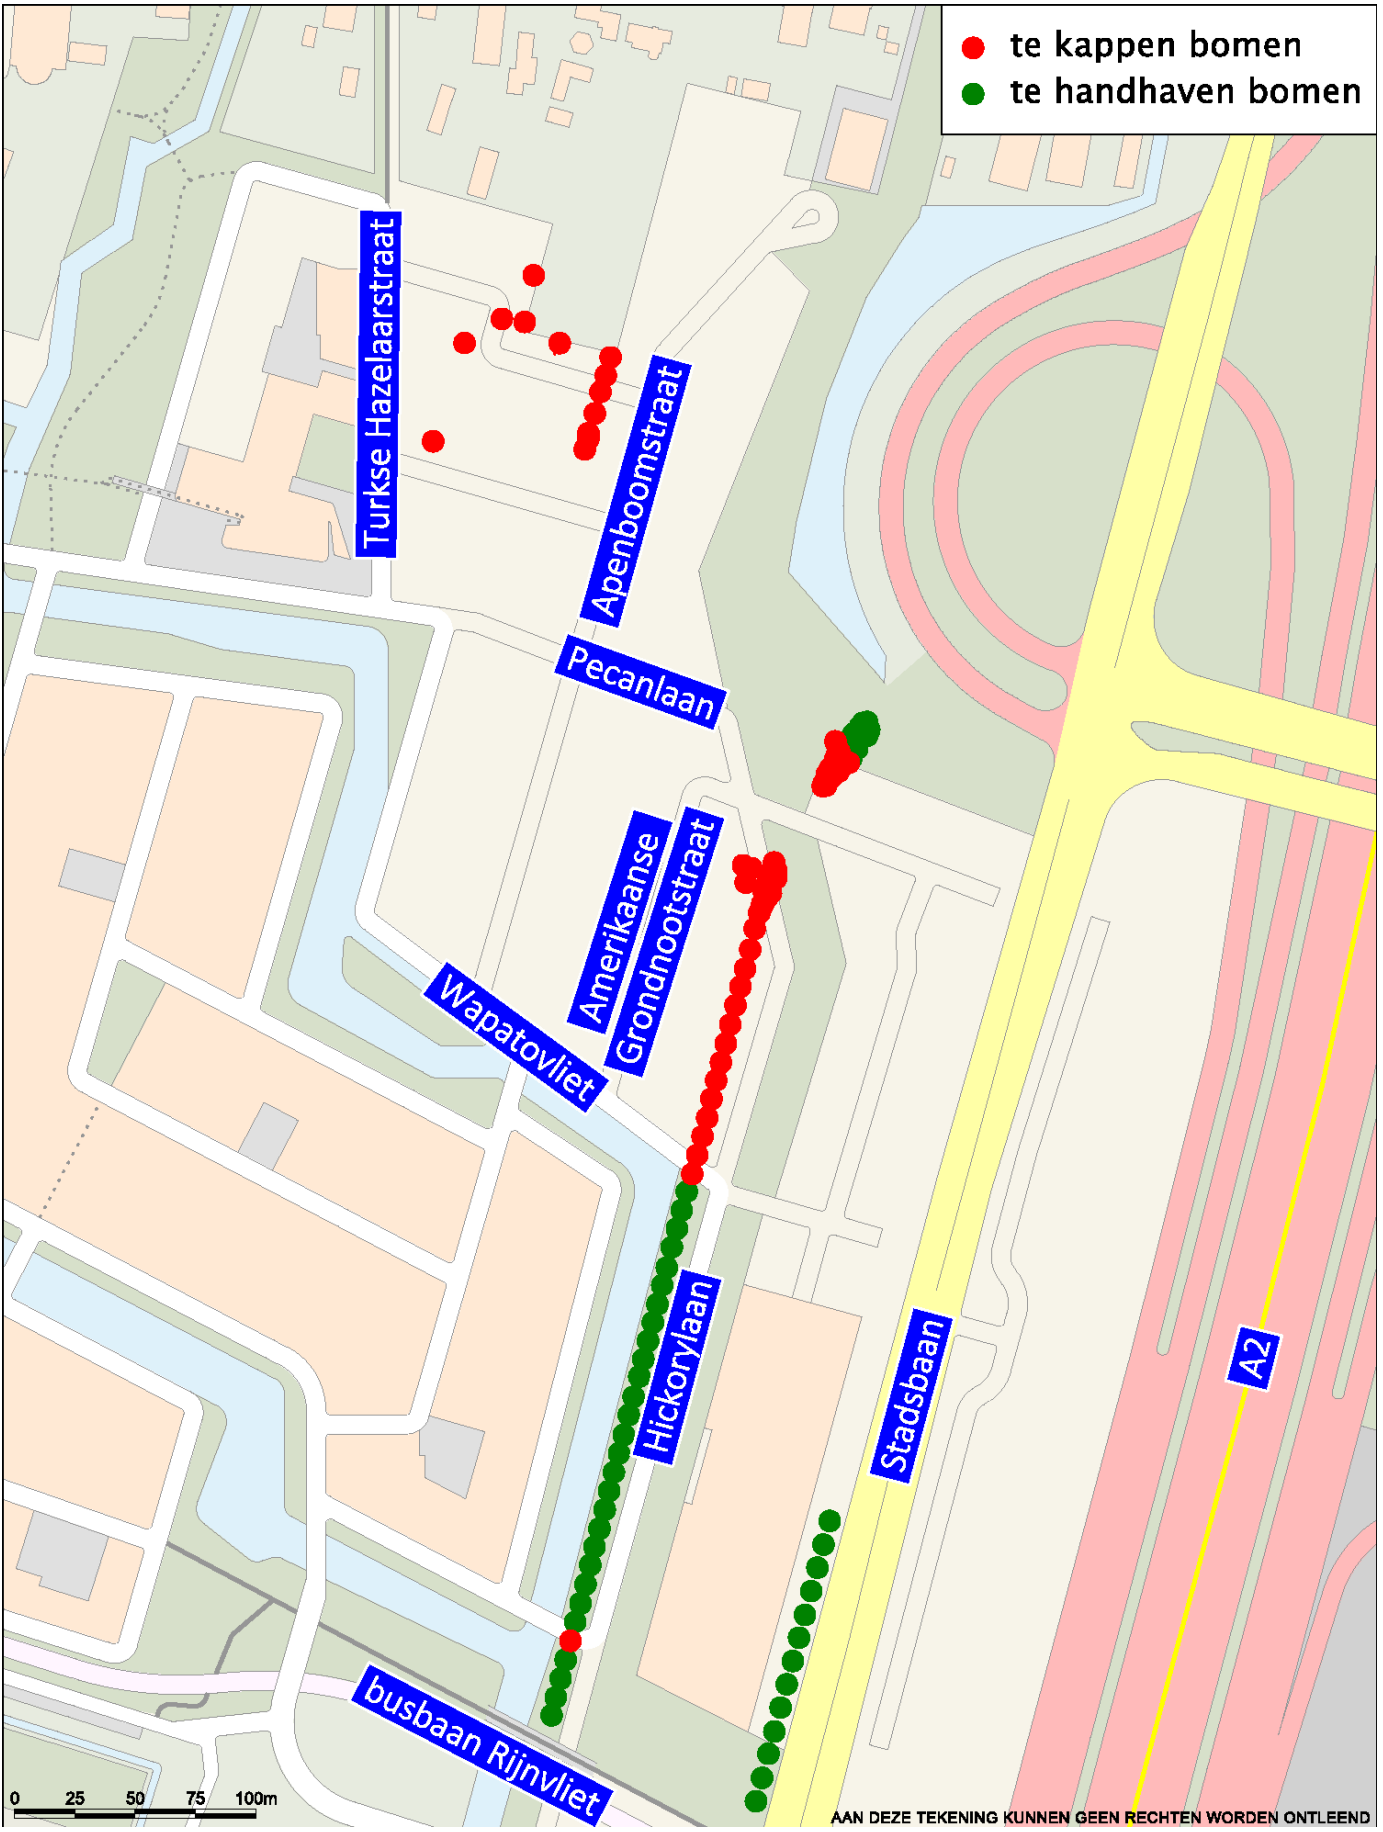 te kappen bomen
te handhaven bomen
Turkse Hazelaarstraat
Apenboomstraat
Pecanlaan
Amerikaanse
Grondnootstraat
Wapatovliet
Hickorylaan
Stadsbaan
A2
busbaan Rijnvliet
0 25 50 75 100m
AAN DEZE TEKENING KUNNEN GEEN RECHTEN WORDEN ONTLEEND